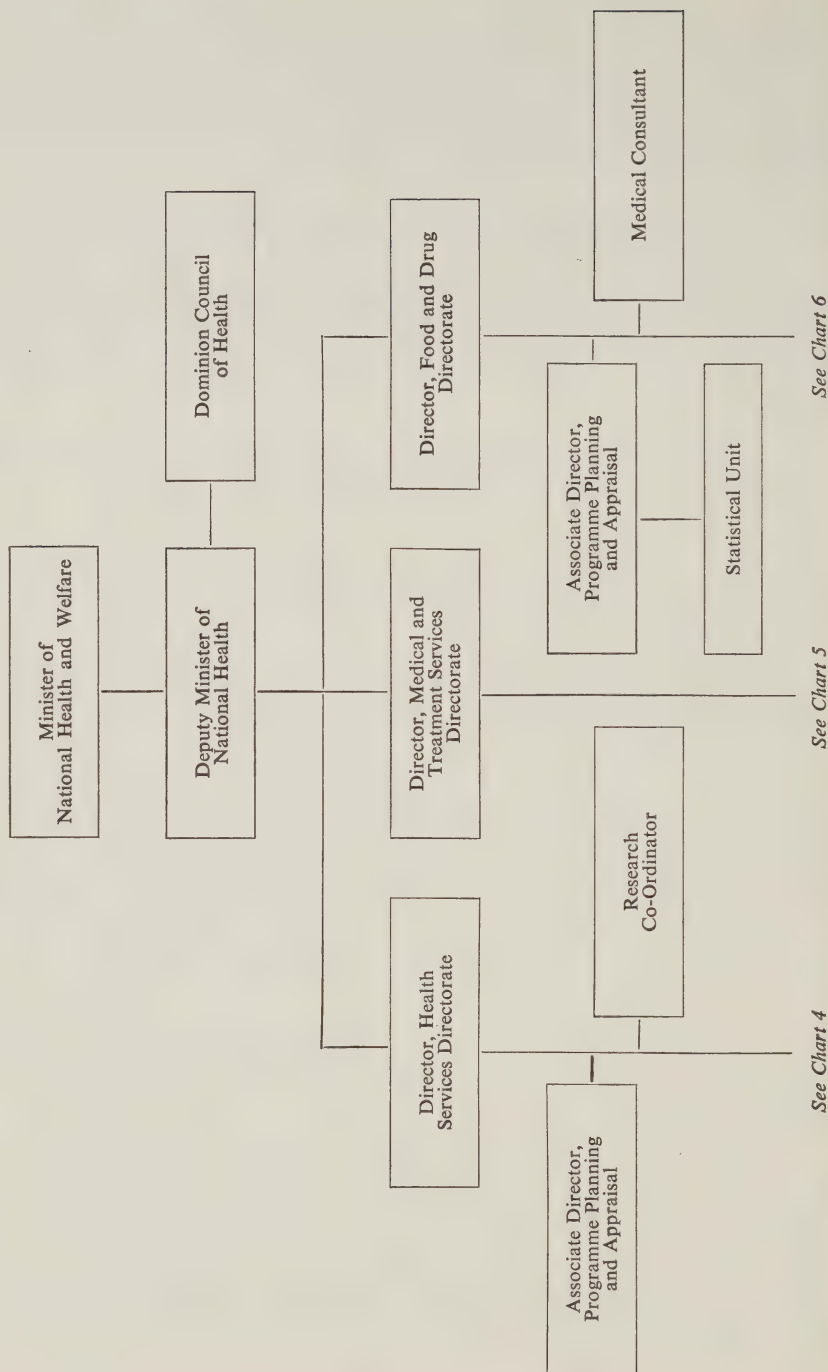 Minister of
National Health and Welfare
Deputy Minister of
National Health
Dominion Council
of Health
Director, Health
Services Directorate
Director, Medical and
Treatment Services
Directorate
Director, Food and Drug
Directorate
Associate Director,
Programme Planning
and Appraisal
Research
Co-Ordinator
Associate Director,
Programme Planning
and Appraisal
Medical Consultant
Statistical Unit
See Chart 4
See Chart 5
See Chart 6